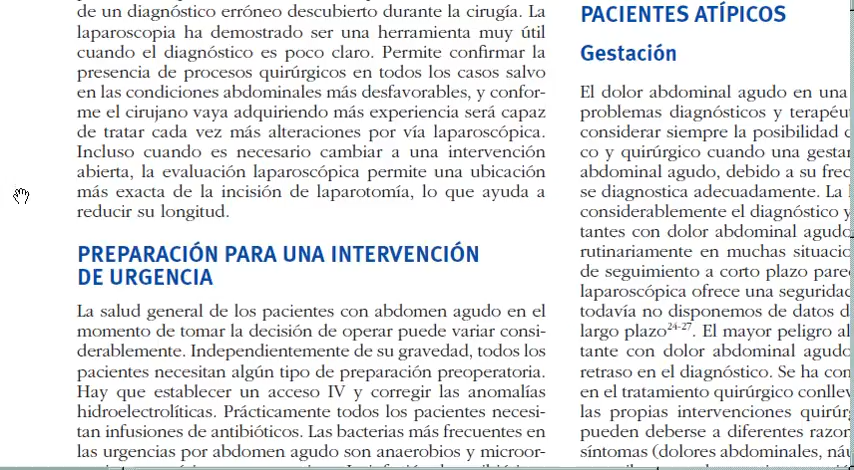 de un diagnóstico erróneo descubierto durante la cirugía. La
laparoscopia ha demostrado ser una herramienta muy útil
cuando el diagnóstico es poco claro. Permite confirmar la
presencia de procesos quirúrgicos en todos los casos salvo
en las condiciones abdominales más desfavorables, y confor-
me el cirujano vaya adquiriendo más experiencia será capaz
de tratar cada vez más alteraciones por vía laparoscópica.
Incluso cuando es necesario cambiar a una intervención
abierta, la evaluación laparoscópica permite una ubicación
más exacta de la incisión de laparotomía, lo que ayuda a
reducir su longitud.
PREPARACIÓN PARA UNA INTERVENCIÓN
DE URGENCIA
La salud general de los pacientes con abdomen agudo en el
momento de tomar la decisión de operar puede variar consi-
derablemente. Independientemente de su gravedad, todos los
pacientes necesitan algún tipo de preparación preoperatoria.
Hay que establecer un acceso IV y corregir las anomalías
hidroelectrolíticas. Prácticamente todos los pacientes necesi-
tan infusiones de antibióticos. Las bacterias más frecuentes en
las urgencias por abdomen agudo son anaerobios y microor-
PACIENTES ATÍPICOS
Gestación
El dolor abdominal agudo en una
problemas diagnósticos y terapéut
considerar siempre la posibilidad
co y quirúrgico cuando una gestan
abdominal agudo, debido a su frec
se diagnostica adecuadamente. La
considerablemente el diagnóstico y
tantes con dolor abdominal agudo
rutinariamente en muchas situacio
de seguimiento a corto plazo pare
laparoscópica ofrece una seguridad
todavía no disponemos de datos d
largo plazo24-27. El mayor peligro al
tante con dolor abdominal agudo
retraso en el diagnóstico. Se ha com
en el tratamiento quirúrgico conllev
las propias intervenciones quirúrg
pueden deberse a diferentes razon
síntomas (dolores abdominales, náu